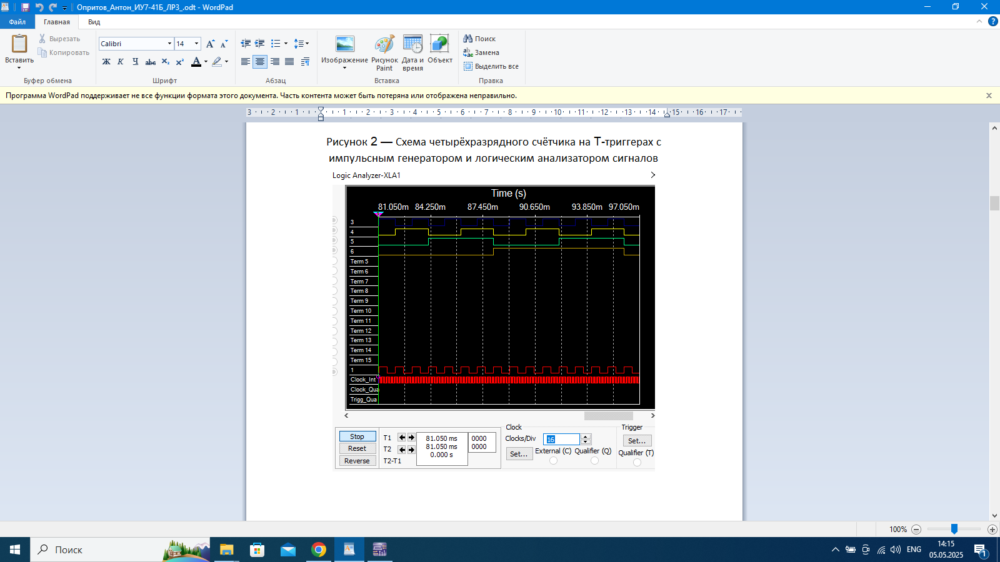 Опритов_Антон_ИУ7-41Б_ЛР3_.odt - WordPad
Файл
Главная
Вид
Вставить
Вырезать
Копировать
Буфер обмена
Calibri
14
Ж К Ч abc X₂ X² A
Шрифт
Абзац
Изображение
Рисунок Paint
Дата и время
Объект
Вставка
Поиск
Замена
Выделить все
Правка
Программа WordPad поддерживает не все функции формата этого документа. Часть контента может быть потеряна или отображена неправильно.
3 2 1 1 2 3 4 5 6 7 8 9 10 11 12 13 14 15 16 17
Рисунок 2 — Схема четырёхразрядного счётчика на Т-триггерах с
импульсным генератором и логическим анализатором сигналов
Logic Analyzer-XLA1
Time (s)
81.050m 84.250m 87.450m 90.650m 93.850m 97.050m
3
4
5
6
Term 5
Term 6
Term 7
Term 8
Term 9
Term 10
Term 11
Term 12
Term 13
Term 14
Term 15
1
Clock_Int
Clock_Qua
Trigg_Qua
Stop
Reset
Reverse
T1
T2
T2-T1
81.050 ms
81.050 ms
0.000 s
0000
0000
Clock
Clocks/Div
16
Set...
External (C)
Qualifier (Q)
Trigger
Set...
Qualifier (T)
100%
Поиск
ENG
14:15
05.05.2025
1